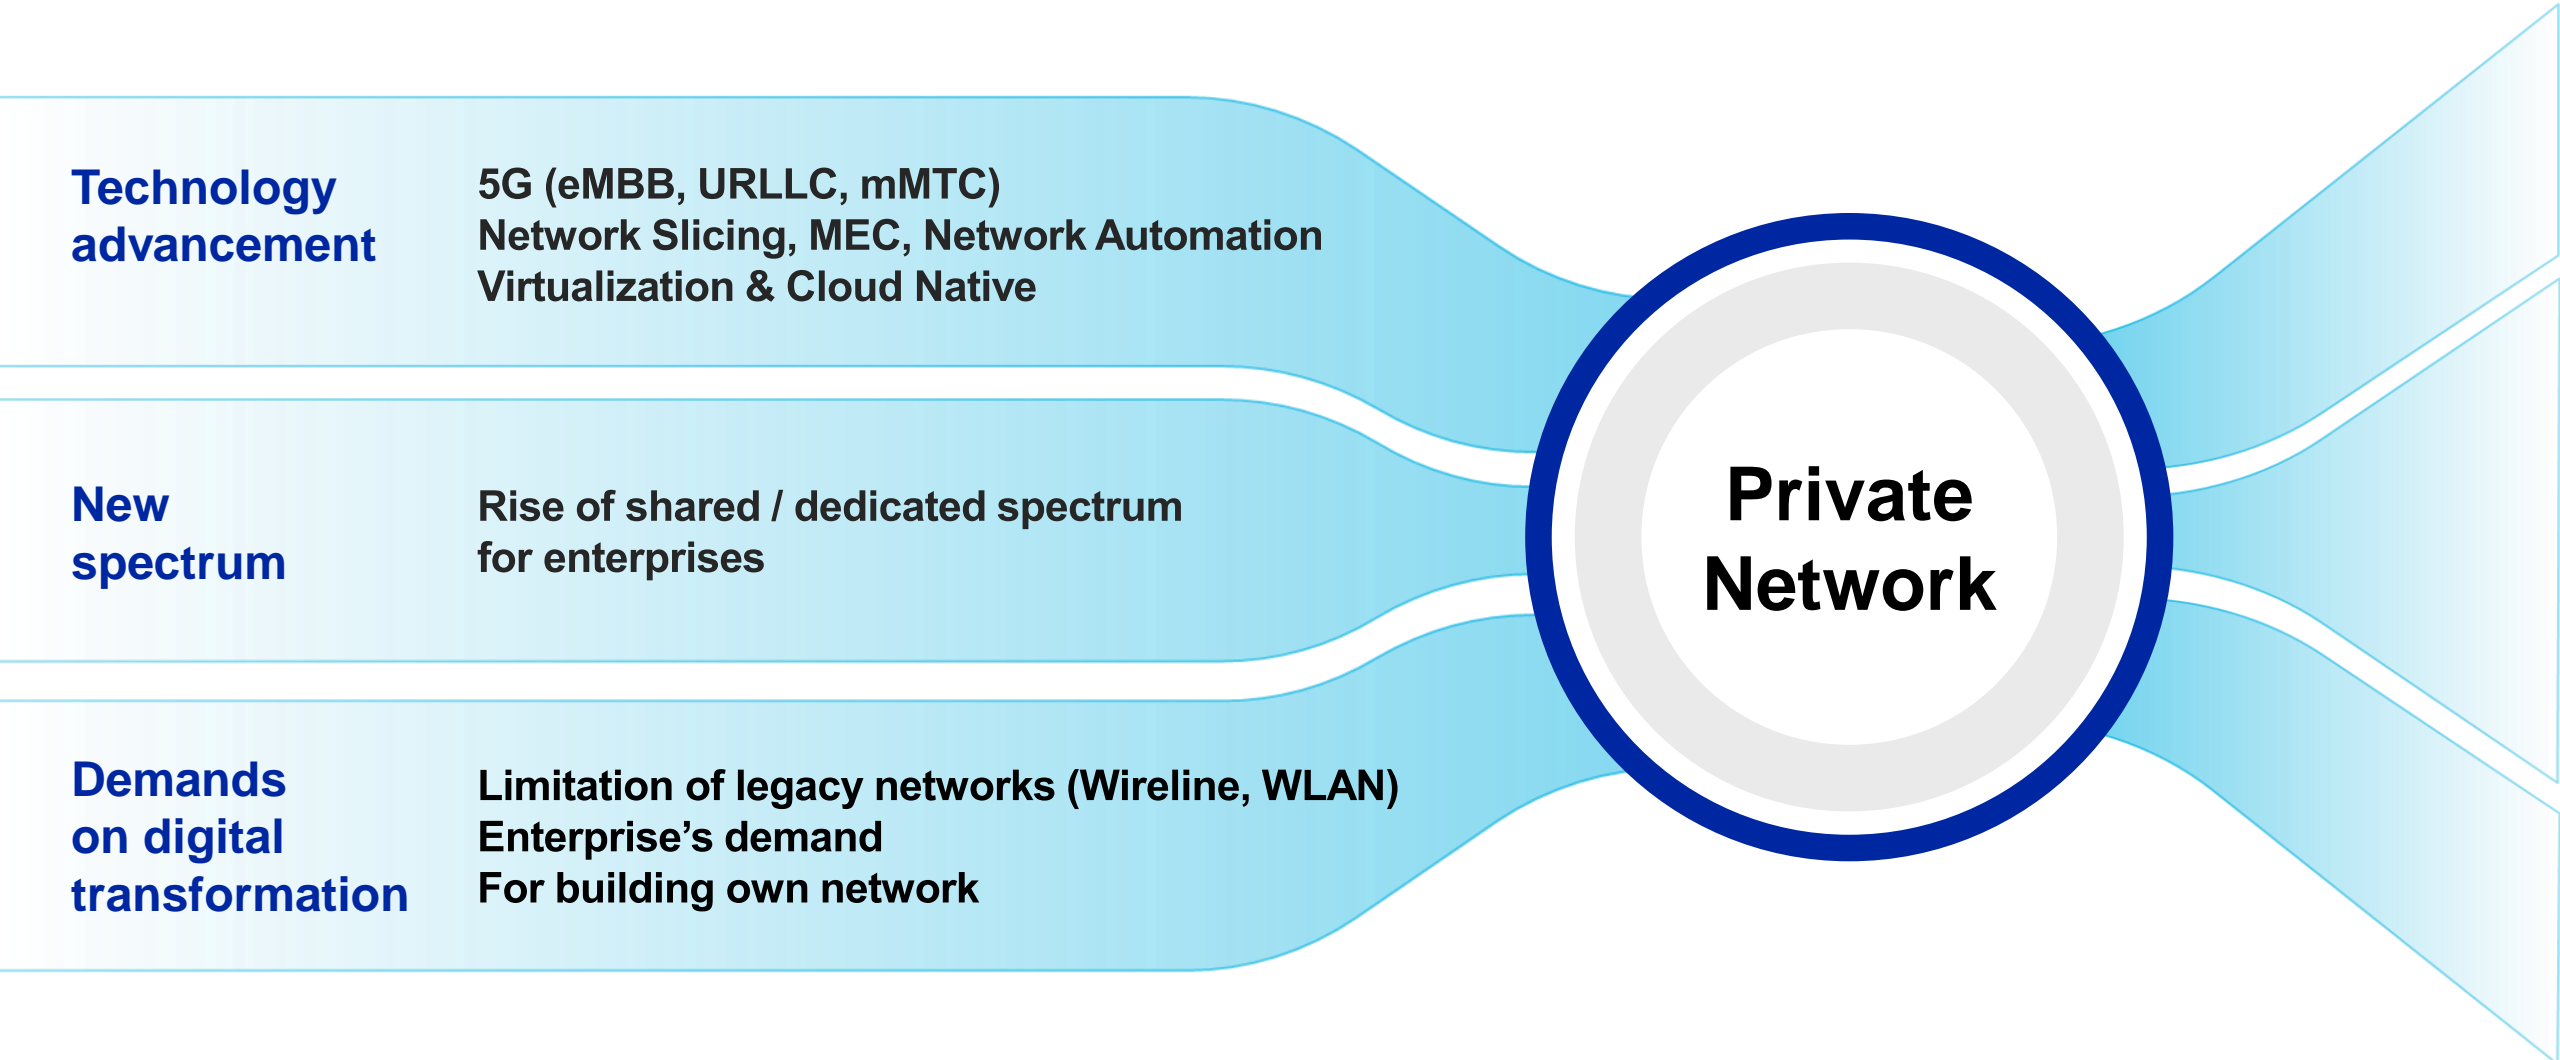 Technology
advancement
5G (eMBB, URLLC, mMTC)
Network Slicing, MEC, Network Automation
Virtualization & Cloud Native
New
spectrum
Rise of shared / dedicated spectrum
for enterprises
Demands
on digital
transformation
Limitation of legacy networks (Wireline, WLAN)
Enterprise’s demand
For building own network
Private
Network